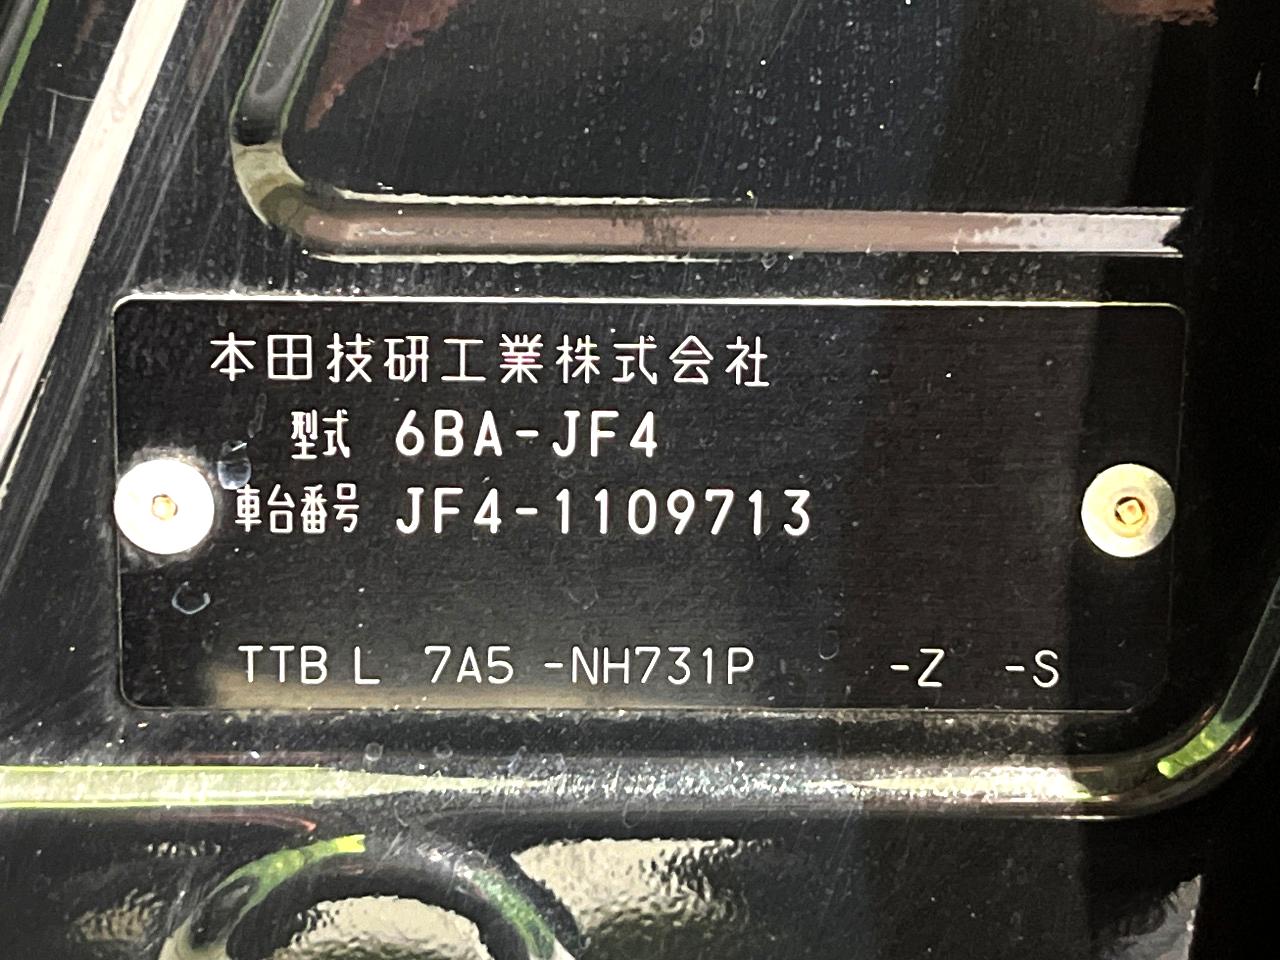 本田技研工業株式会社
型式 6BA-JF4
車台番号 JF4-1109713
TTB L 7A5 -NH731P -Z -S